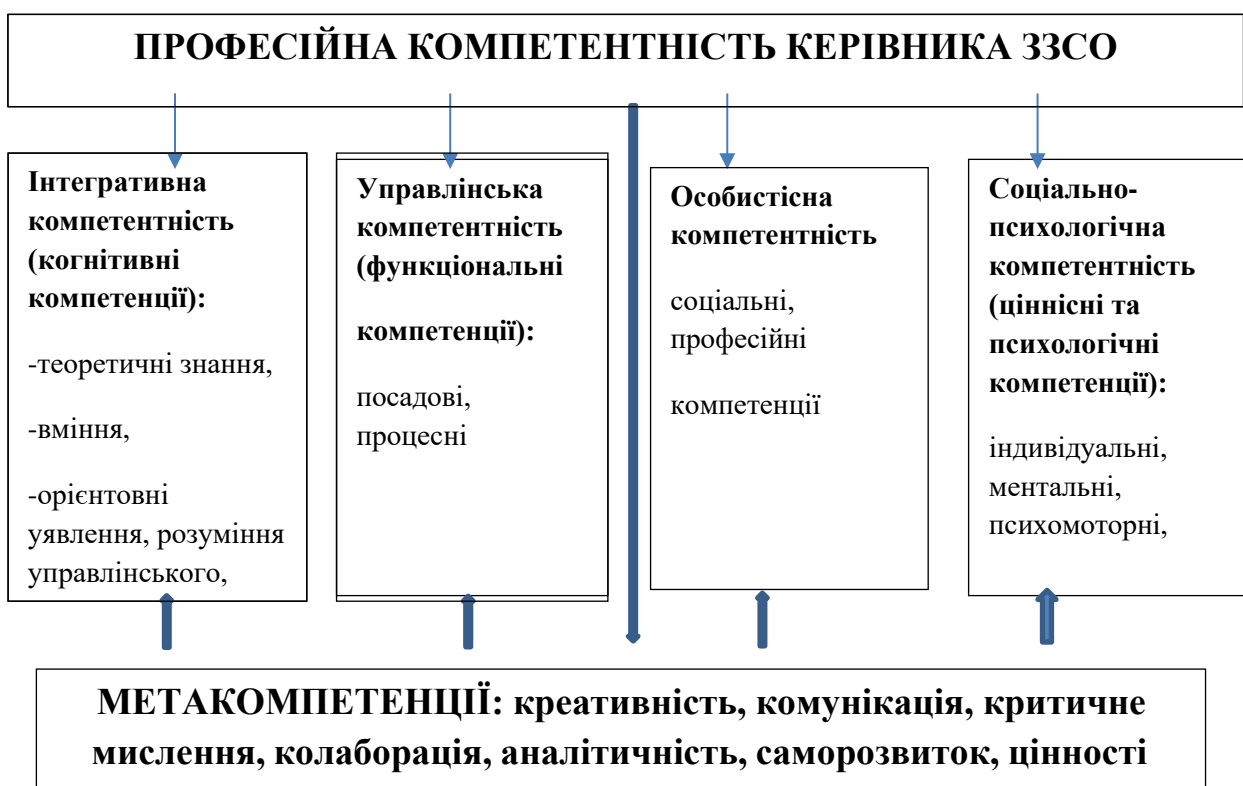 ПРОФЕСІЙНА КОМПЕТЕНТНІСТЬ КЕРІВНИКА ЗЗСО
Інтегративна
компетентність
(когнітивні
компетенції):
-теоретичні знання,
-вміння,
-орієнтовні
уявлення, розуміння
управлінського,
Управлінська
компетентність
(функціональні
компетенції):
посадові,
процесні
Особистісна
компетентність
соціальні,
професійні
компетенції
Соціально-
психологічна
компетентність
(ціннісні та
психологічні
компетенції):
індивідуальні,
ментальні,
психомоторні,
МЕТАКОМПЕТЕНЦІЇ: креативність, комунікація, критичне
мислення, колаборація, аналітичність, саморозвиток, цінності